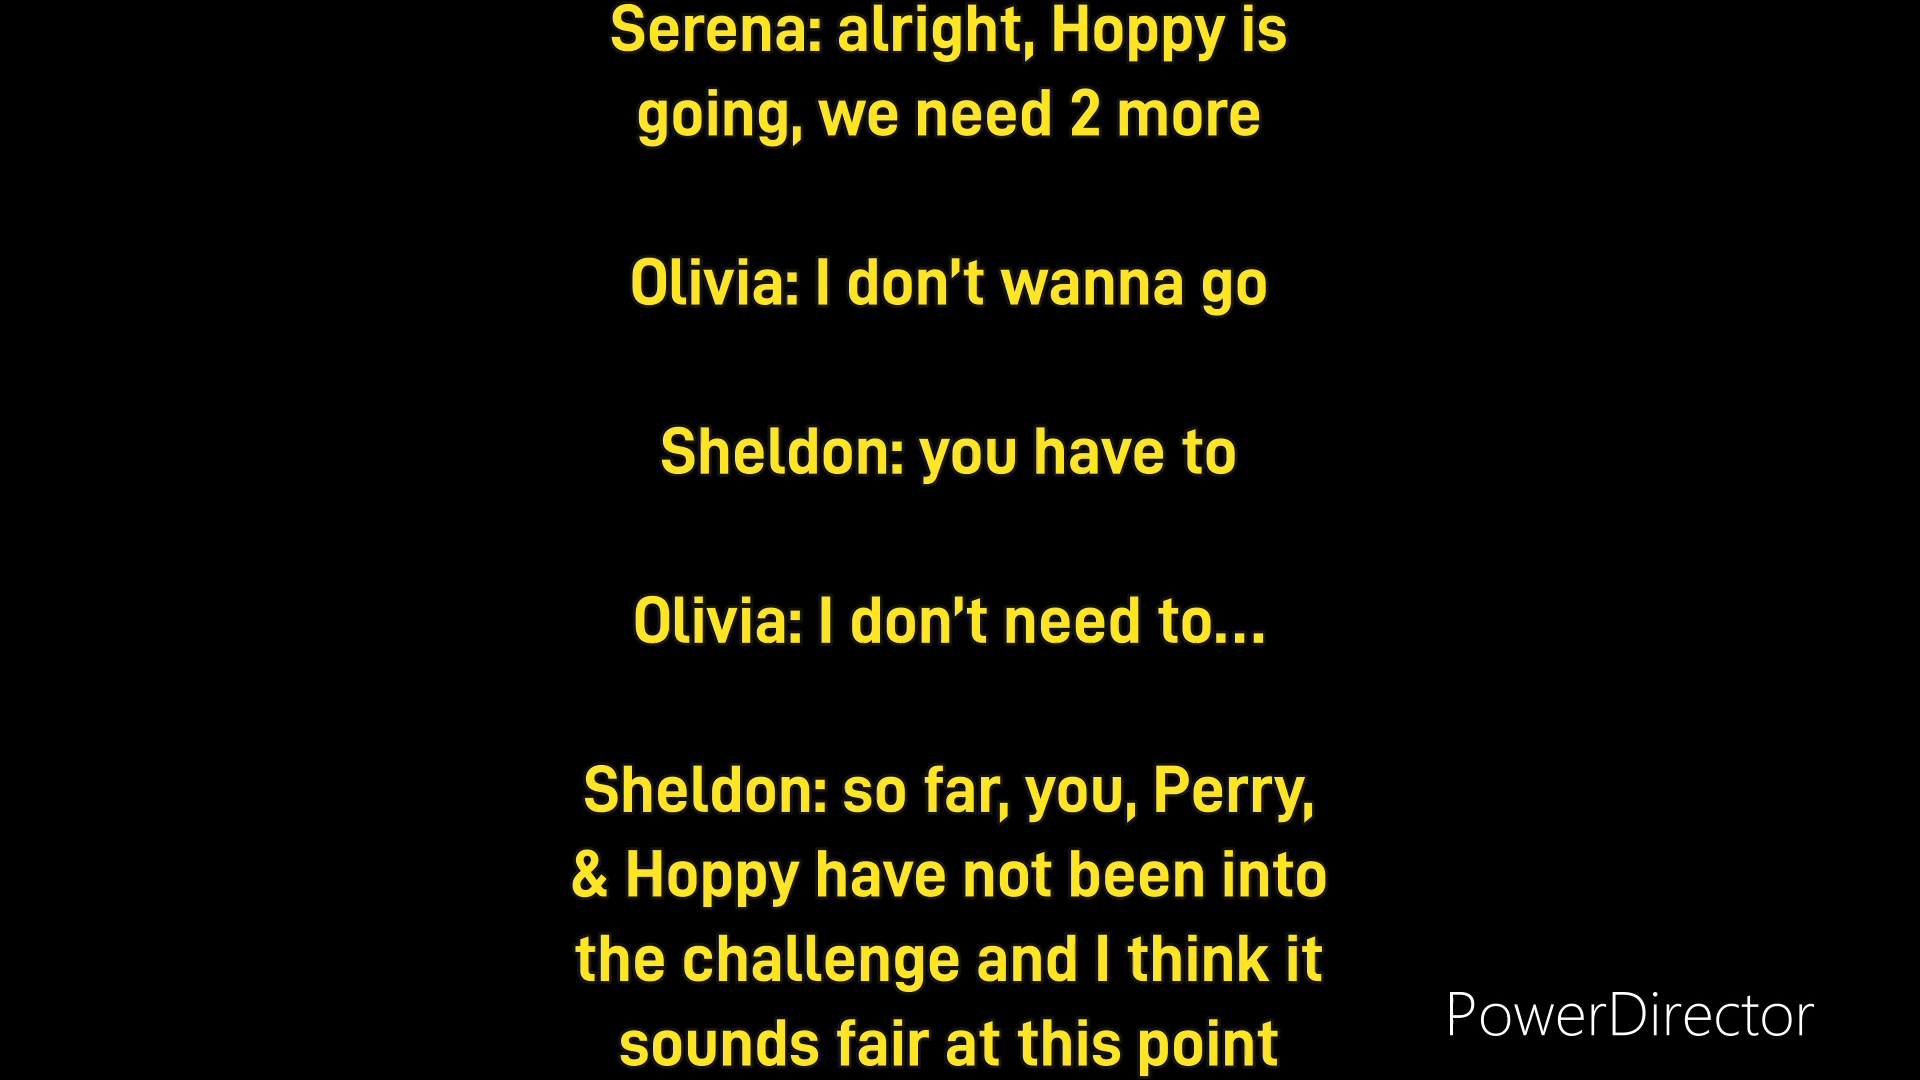 Serena: alright, Hoppy is
going, we need 2 more
Olivia: I don't wanna go
Sheldon: you have to
Olivia: I don't need to...
Sheldon: so far, you, Perry,
& Hoppy have not been into
the challenge and I think it
sounds fair at this point
PowerDirector